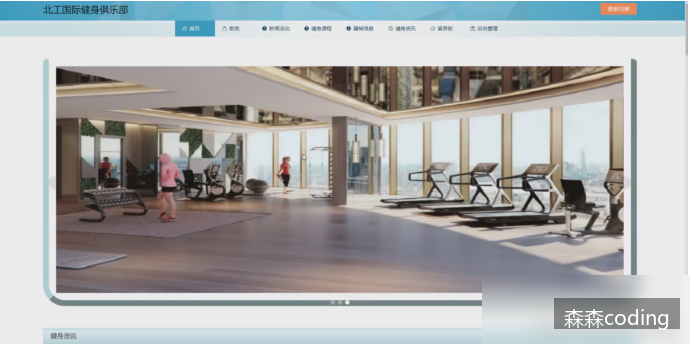 北工国际健身俱乐部
登录/注册
首页
教练
新闻活动
健身课程
器械信息
健身资讯
留言板
后台管理
健身资讯
森森coding